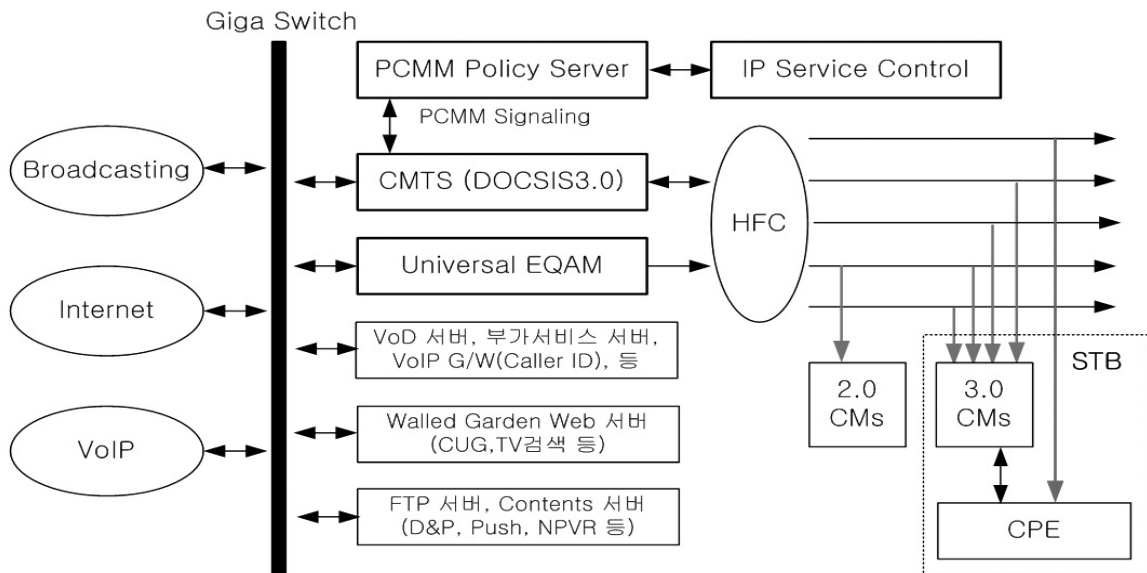 Giga Switch
PCMM Policy Server
IP Service Control
PCMM Signaling
Broadcasting
CMTS (DOCSIS3.0)
HFC
Universal EQAM
Internet
VoD 서버, 부가서비스 서버,
VoIP G/W(Caller ID), 등
STB
2.0
CMs
3.0
CMs
VoIP
Walled Garden Web 서버
(CUG,TV검색 등)
FTP 서버, Contents 서버
(D&P, Push, NPVR 등)
CPE